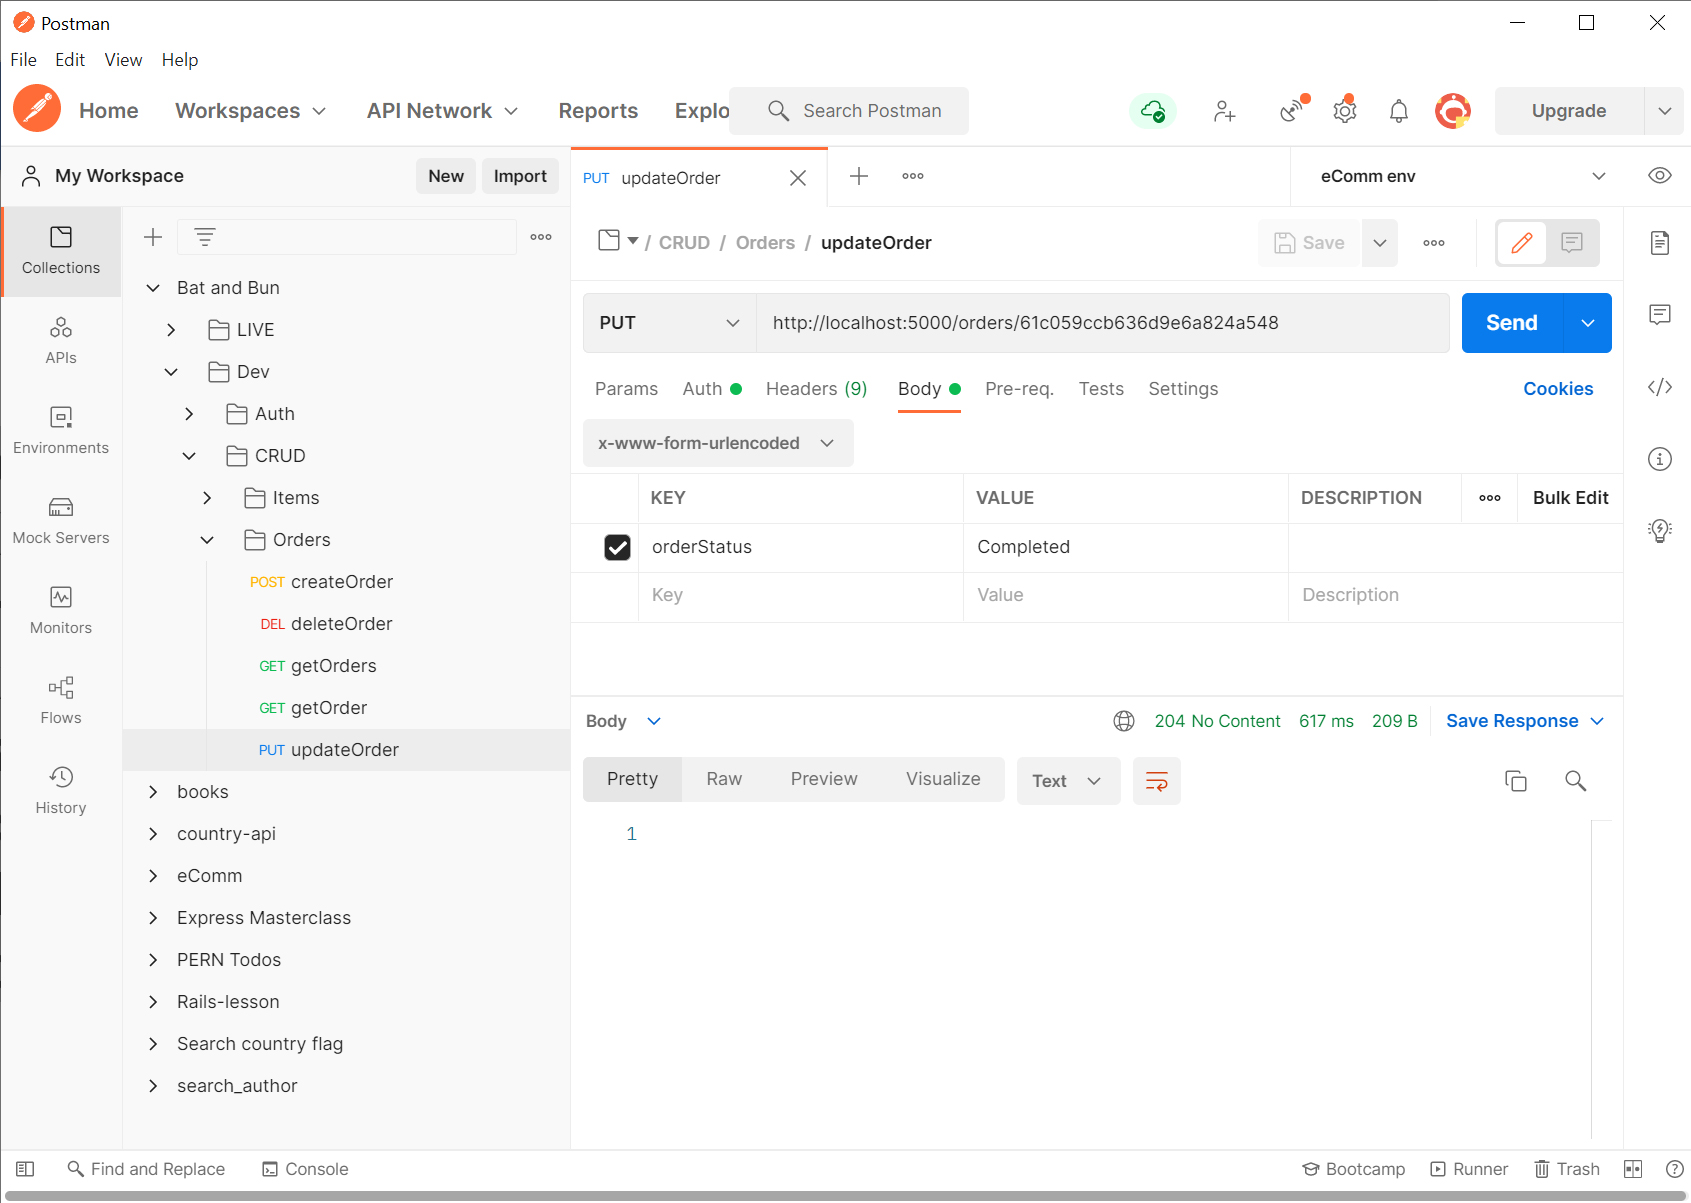 Postman
File Edit View Help
Home Workspaces API Network Reports Explo Search Postman Upgrade
My Workspace New Import
PUT updateOrder
eComm env
Collections
APIs
Environments
Mock Servers
Monitors
Flows
History
Bat and Bun
LIVE
Dev
Auth
CRUD
Items
Orders
POST createOrder
DEL deleteOrder
GET getOrders
GET getOrder
PUT updateOrder
books
country-api
eComm
Express Masterclass
PERN Todos
Rails-lesson
Search country flag
search_author
/ CRUD / Orders / updateOrder Save
PUT http://localhost:5000/orders/61c059ccb636d9e6a824a548 Send
Params Auth Headers (9) Body Pre-req. Tests Settings Cookies
x-www-form-urlencoded
KEY VALUE DESCRIPTION Bulk Edit
orderStatus Completed
Key Value Description
Body 204 No Content 617 ms 209 B Save Response
Pretty Raw Preview Visualize Text
1
Find and Replace Console Bootcamp Runner Trash